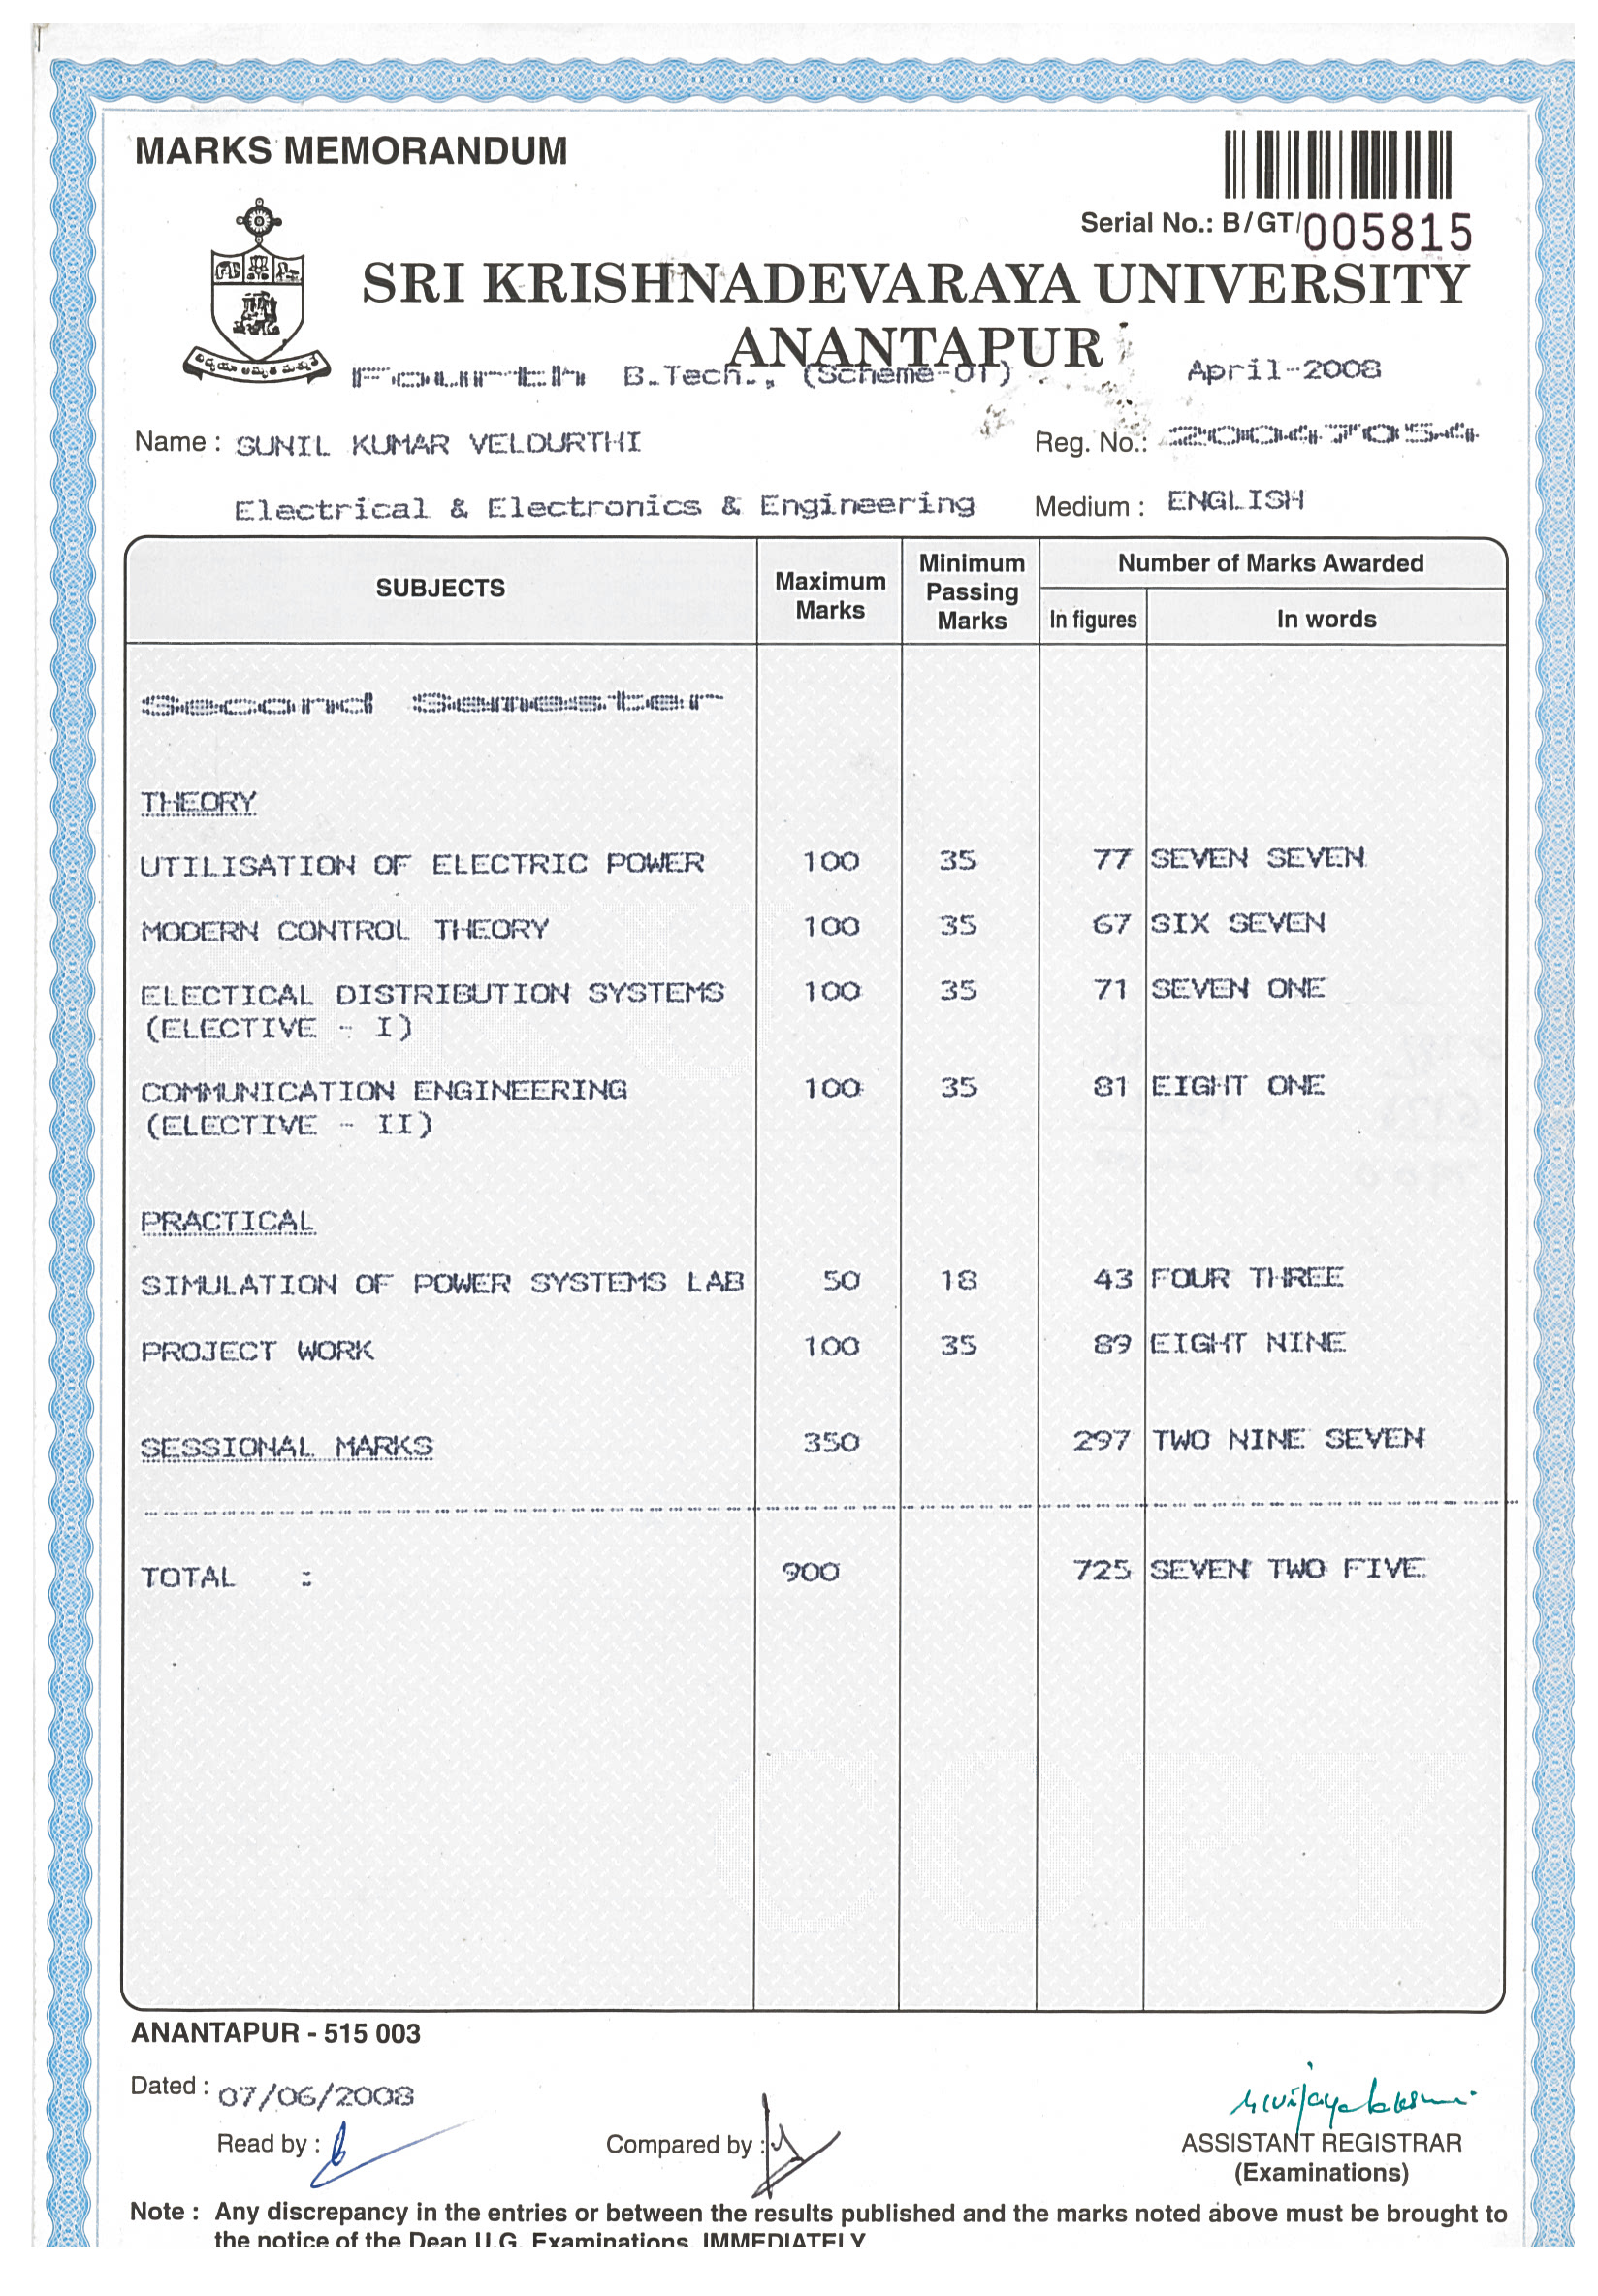 MARKS MEMORANDUM
Serial No.: B/GT/005815
SRI KRISHNADEVARAYA UNIVERSITY
ANANTAPUR
Fourth B.Tech., (Scheme-01) April-2008
Name : SUNIL KUMAR VELDURTHI Reg. No.: 20047054
Electrical & Electronics & Engineering Medium : ENGLISH
SUBJECTS Maximum Marks Minimum Passing Marks Number of Marks Awarded
In figures In words
Second Semester
THEORY
UTILISATION OF ELECTRIC POWER 100 35 77 SEVEN SEVEN
MODERN CONTROL THEORY 100 35 67 SIX SEVEN
ELECTICAL DISTRIBUTION SYSTEMS 100 35 71 SEVEN ONE
(ELECTIVE - I)
COMMUNICATION ENGINEERING 100 35 81 EIGHT ONE
(ELECTIVE - II)
PRACTICAL
SIMULATION OF POWER SYSTEMS LAB 50 18 43 FOUR THREE
PROJECT WORK 100 35 89 EIGHT NINE
SESSIONAL MARKS 350 297 TWO NINE SEVEN
TOTAL : 900 725 SEVEN TWO FIVE
COPY
ANANTAPUR - 515 003
Dated : 07/06/2008
Read by : Compared by : ASSISTANT REGISTRAR
(Examinations)
Note : Any discrepancy in the entries or between the results published and the marks noted above must be brought to
the notice of the Dean U.G. Examinations IMMEDIATELY